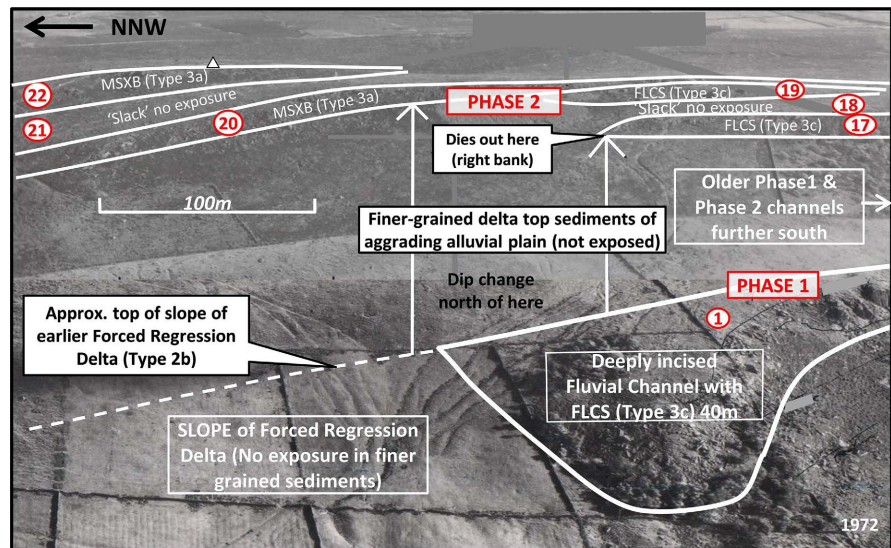 NNW
MSXB (Type 3a)
22
'Slack' no exposure
21
MSXB (Type 3a)
20
PHASE 2
FLCS (Type 3c)
19
'Slack' no exposure
18
FLCS (Type 3c)
17
Dies out here
(right bank)
100m
Older Phase1 &
Phase 2 channels
further south
Finer-grained delta top sediments of
aggrading alluvial plain (not exposed)
Dip change
north of here
PHASE 1
1
Approx. top of slope of
earlier Forced Regression
Delta (Type 2b)
Deeply incised
Fluvial Channel with
FLCS (Type 3c) 40m
SLOPE of Forced Regression
Delta (No exposure in finer
grained sediments)
1972